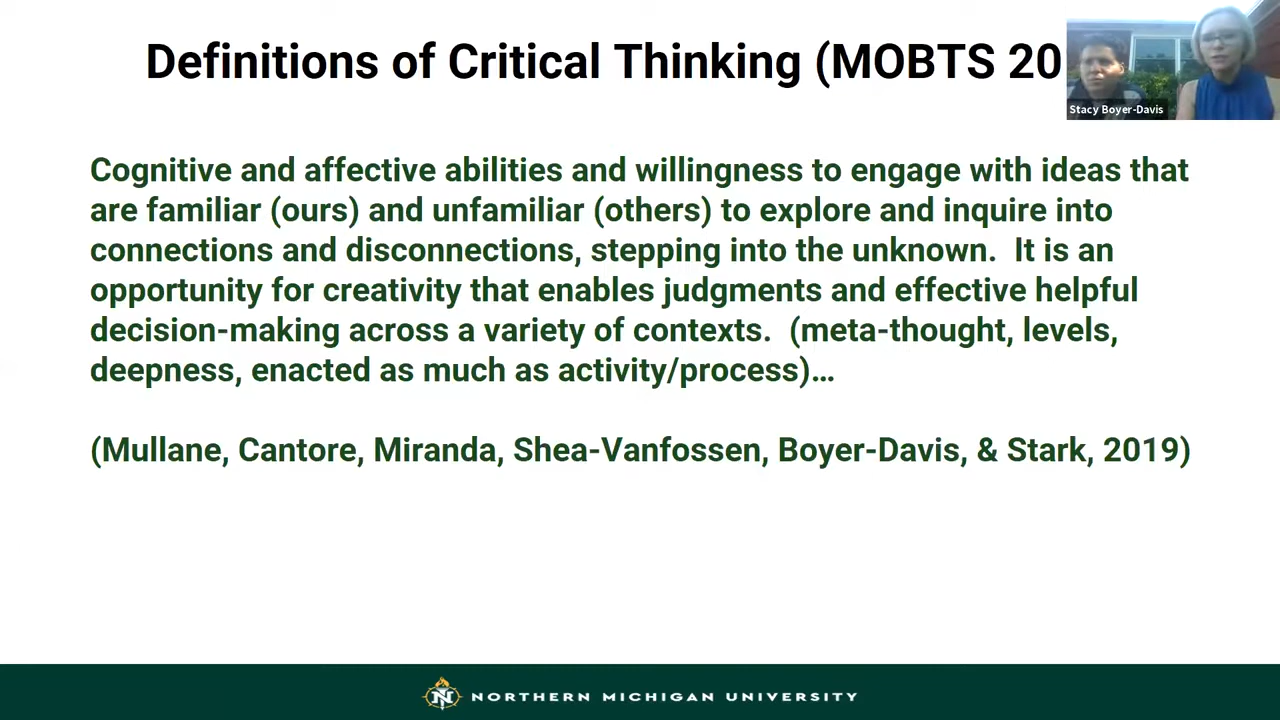 Definitions of Critical Thinking (MOBTS 20
Stacy Boyer-Davis
Cognitive and affective abilities and willingness to engage with ideas that
are familiar (ours) and unfamiliar (others) to explore and inquire into
connections and disconnections, stepping into the unknown.  It is an
opportunity for creativity that enables judgments and effective helpful
decision-making across a variety of contexts.  (meta-thought, levels,
deepness, enacted as much as activity/process)…
(Mullane, Cantore, Miranda, Shea-Vanfossen, Boyer-Davis, & Stark, 2019)
N NORTHERN MICHIGAN UNIVERSITY